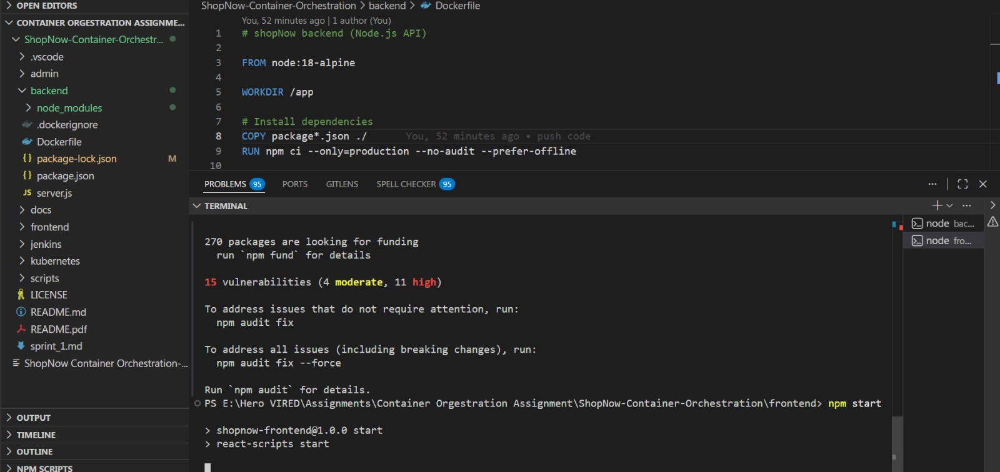 OPEN EDITORS
CONTAINER ORGESTRATION ASSIGNME...
ShopNow-Container-Orchestr...
.vscode
admin
backend
node_modules
.dockerignore
Dockerfile
package-lock.json M
package.json
JS server.js
docs
frontend
jenkins
kubernetes
scripts
LICENSE
README.md
README.pdf
sprint_1.md
ShopNow Container Orchestration-...
OUTPUT
TIMELINE
OUTLINE
NPM SCRIPTS
ShopNow-Container-Orchestration > backend > Dockerfile
You, 52 minutes ago | 1 author (You)
1 # shopNow backend (Node.js API)
2
3 FROM node:18-alpine
4
5 WORKDIR /app
6
7 # Install dependencies
8 COPY package*.json ./ You, 52 minutes ago • push code
9 RUN npm ci --only=production --no-audit --prefer-offline
10
PROBLEMS 95 PORTS GITLENS SPELL CHECKER 95
TERMINAL
270 packages are looking for funding
run `npm fund` for details
15 vulnerabilities (4 moderate, 11 high)
To address issues that do not require attention, run:
npm audit fix
To address all issues (including breaking changes), run:
npm audit fix --force
Run `npm audit` for details.
PS E:\Hero VIRED\Assignments\Container Orgestration Assignment\ShopNow-Container-Orchestration\frontend> npm start
> shopnow-frontend@1.0.0 start
> react-scripts start
node bac...
node fro...